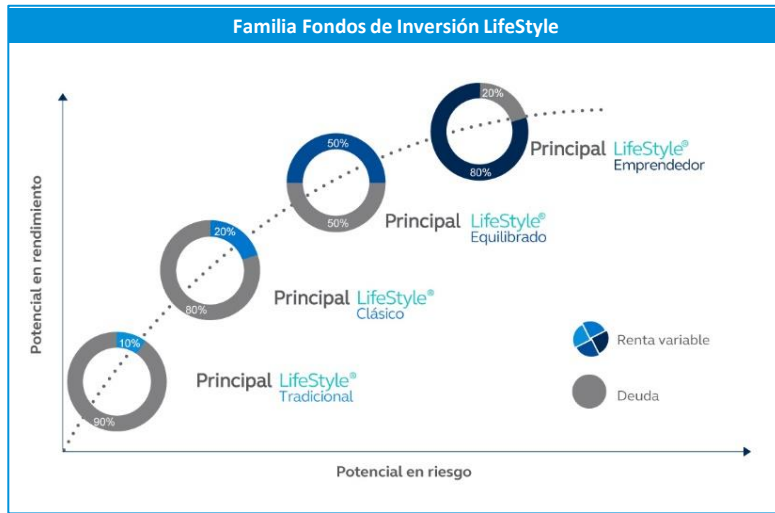 Familia Fondos de Inversión LifeStyle
Potencial en rendimiento
20%
80%
Principal LifeStyle®
Emprendedor
50%
50%
Principal LifeStyle®
Equilibrado
20%
80%
Principal LifeStyle®
Clásico
10%
90%
Principal LifeStyle®
Tradicional
Renta variable
Deuda
Potencial en riesgo